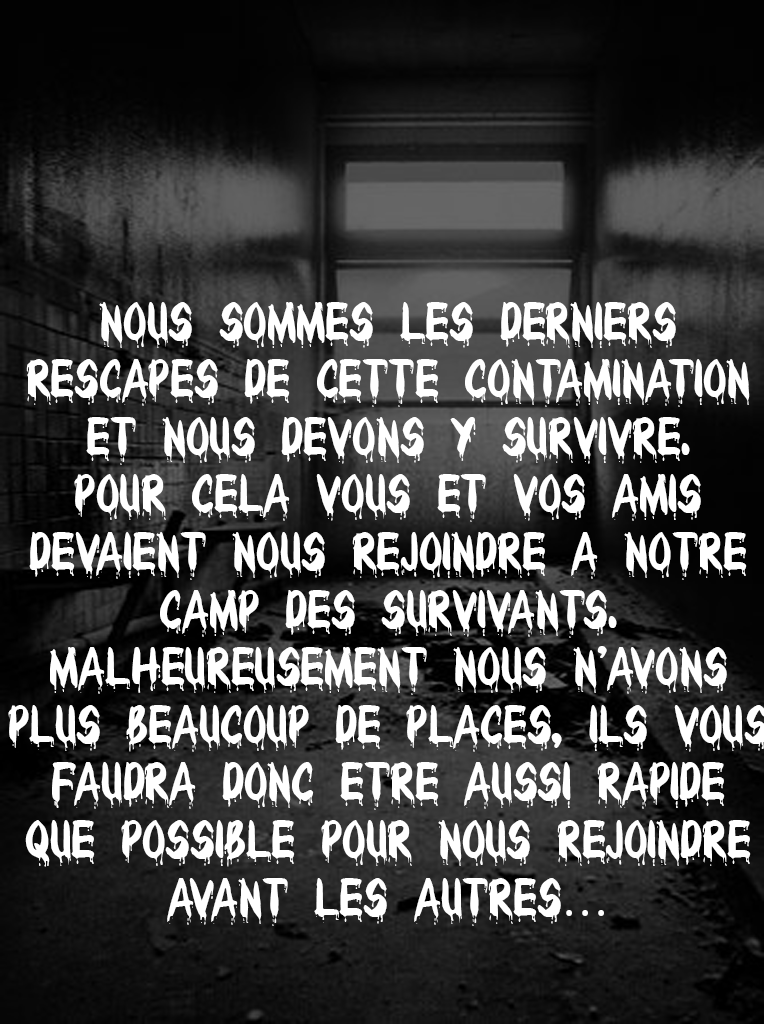 NOUS SOMMES LES DERNIERS
RESCAPES DE CETTE CONTAMINATION
ET NOUS DEVONS Y SURVIVRE.
POUR CELA VOUS ET VOS AMIS
DEVAIENT NOUS REJOINDRE A NOTRE
CAMP DES SURVIVANTS.
MALHEUREUSEMENT NOUS N'AVONS
PLUS BEAUCOUP DE PLACES, ILS VOUS
FAUDRA DONC ETRE AUSSI RAPIDE
QUE POSSIBLE POUR NOUS REJOINDRE
AVANT LES AUTRES...